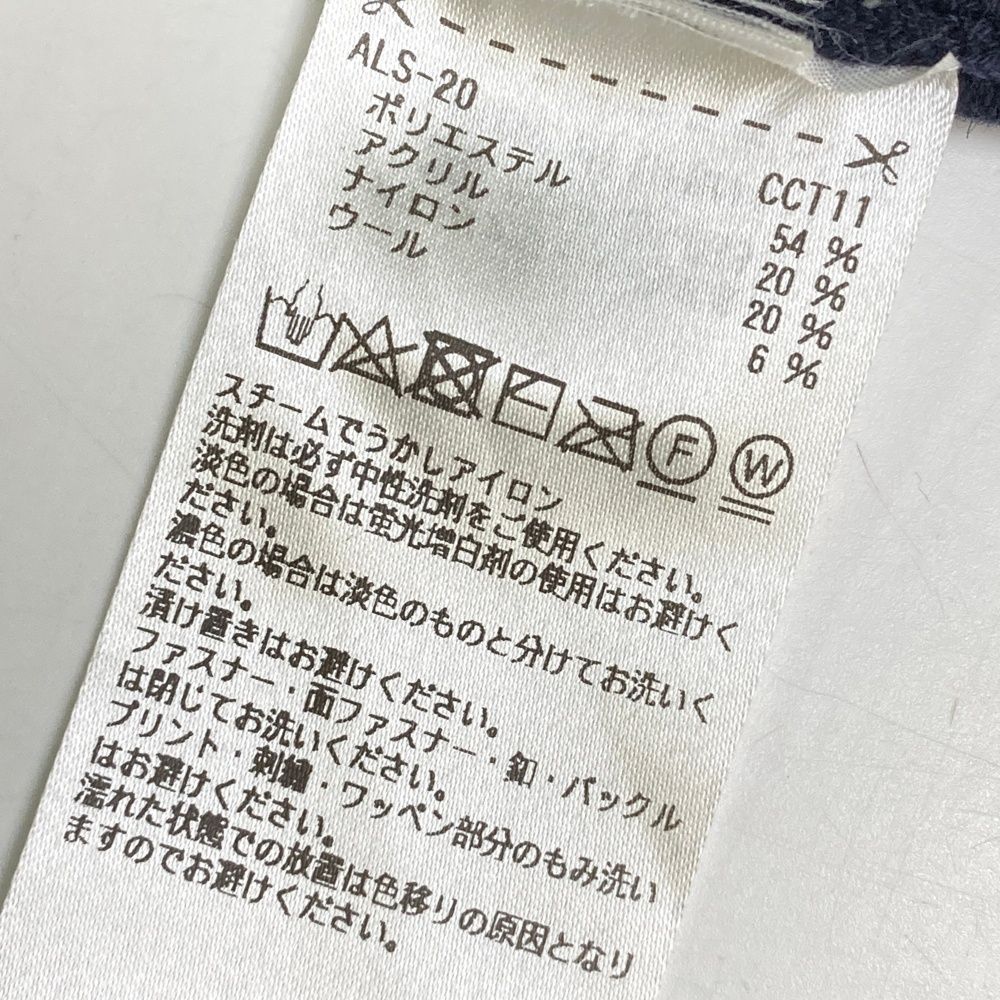 ALS-20 CCT11
ポリエステル 54 %
アクリル 20 %
ナイロン 20 %
ウール 6 %
F W
スチームでうかしアイロン
洗剤は必ず中性洗剤をご使用ください。
淡色の場合は蛍光増白剤の使用はお避けく
ださい。
濃色の場合は淡色のものと分けてお洗いく
ださい。
漬け置きはお避けください。
ファスナー・面ファスナー・釦・バックル
は閉じてお洗いください。
プリント・刺繍・ワッペン部分のもみ洗い
はお避けください。
濡れた状態での放置は色移りの原因となり
ますのでお避けください。